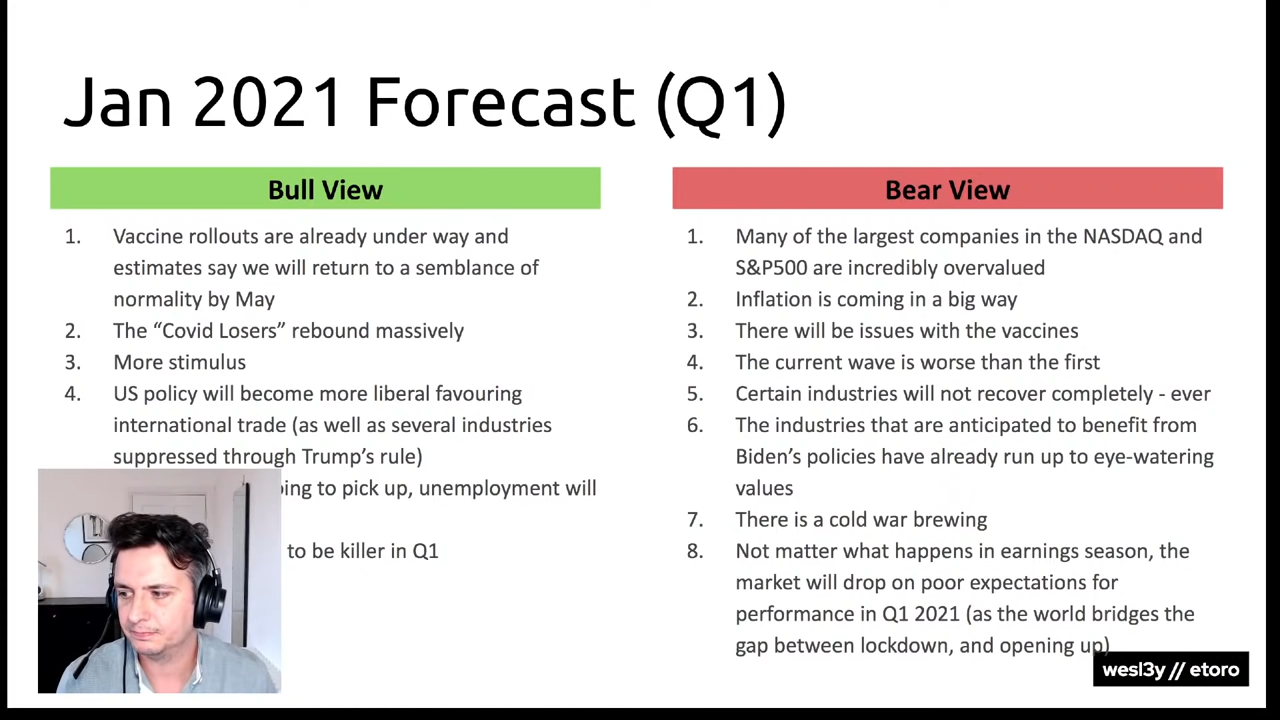 Jan 2021 Forecast (Q1)
Bull View
1. Vaccine rollouts are already under way and
estimates say we will return to a semblance of
normality by May
2. The “Covid Losers” rebound massively
3. More stimulus
4. US policy will become more liberal favouring
international trade (as well as several industries
suppressed through Trump’s rule)
to pick up, unemployment will
to be killer in Q1
Bear View
1. Many of the largest companies in the NASDAQ and
S&P500 are incredibly overvalued
2. Inflation is coming in a big way
3. There will be issues with the vaccines
4. The current wave is worse than the first
5. Certain industries will not recover completely - ever
6. The industries that are anticipated to benefit from
Biden’s policies have already run up to eye-watering
values
7. There is a cold war brewing
8. Not matter what happens in earnings season, the
market will drop on poor expectations for
performance in Q1 2021 (as the world bridges the
gap between lockdown, and opening up)
wesl3y // etoro